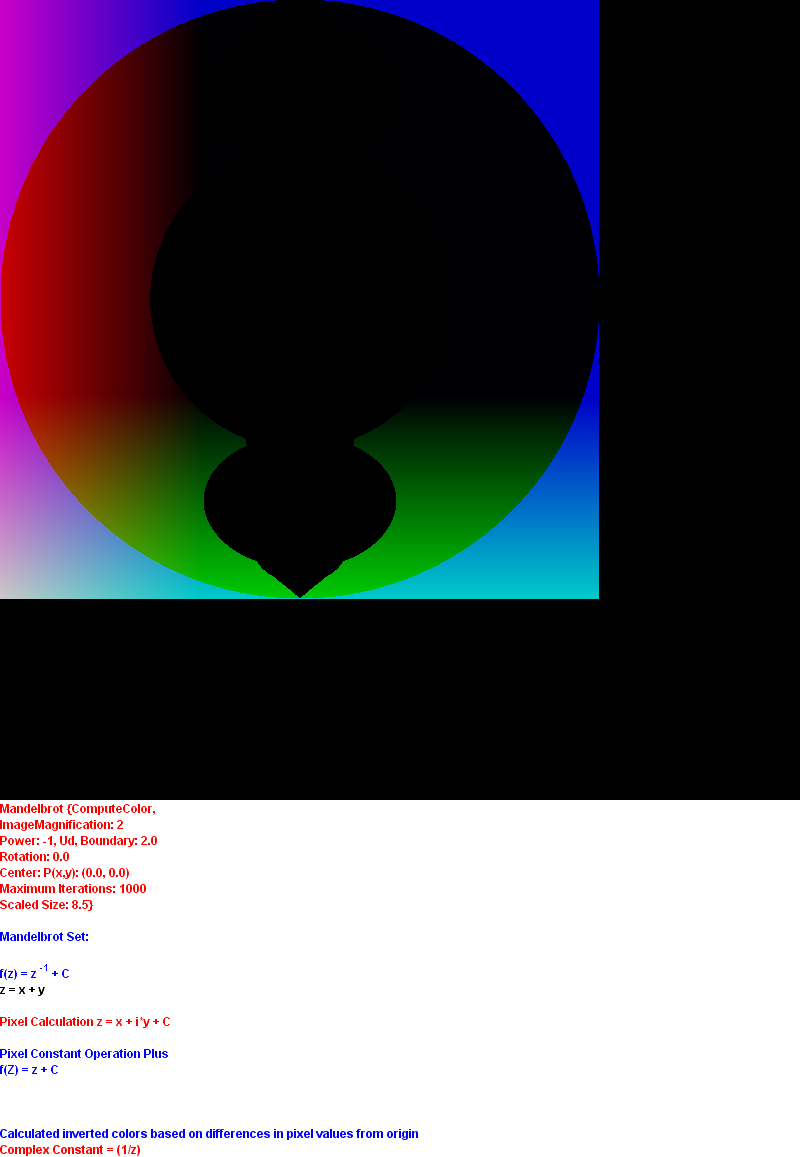 Mandelbrot {ComputeColor,
ImageMagnification: 2
Power: -1, Ud, Boundary: 2.0
Rotation: 0.0
Center: P(x,y): (0.0, 0.0)
Maximum Iterations: 1000
Scaled Size: 8.5}
Mandelbrot Set:
f(z) = z -1 + C
z = x + y
Pixel Calculation z = x + i*y + C
Pixel Constant Operation Plus
f(Z) = z + C
Calculated inverted colors based on differences in pixel values from origin
Complex Constant = (1/z)